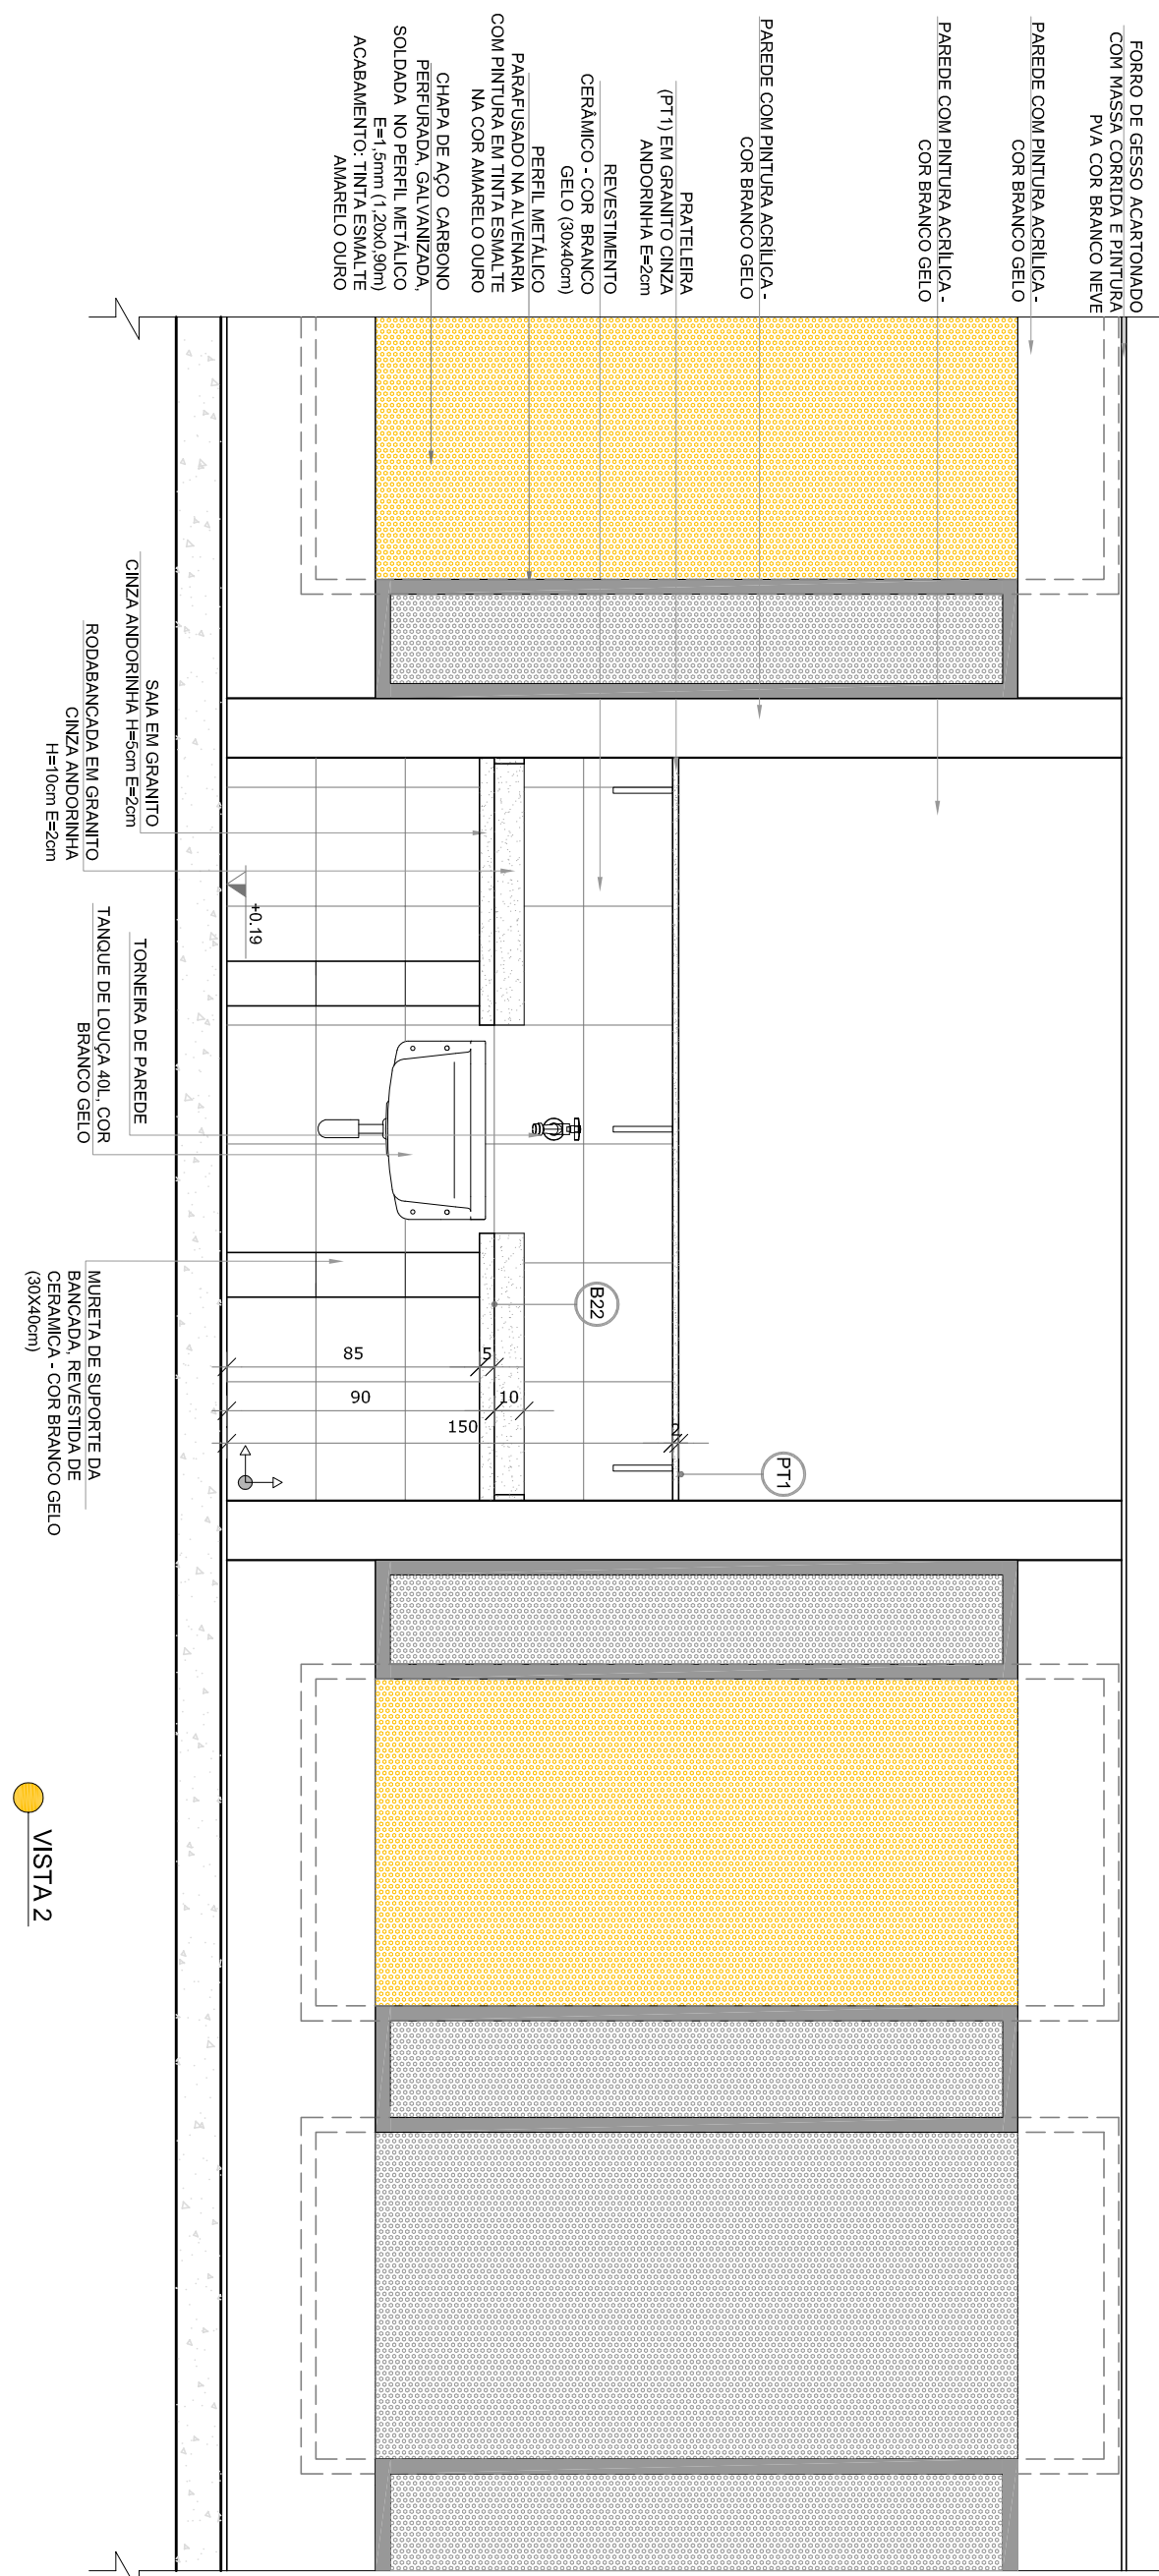 FORRO DE GESSO ACARTONADO
COM MASSA CORRIDA E PINTURA
PVA COR BRANCO NEVE
PAREDE COM PINTURA ACRÍLICA -
COR BRANCO GELO
PAREDE COM PINTURA ACRÍLICA -
COR BRANCO GELO
PAREDE COM PINTURA ACRÍLICA -
COR BRANCO GELO
PRATELEIRA
(PT1) EM GRANITO CINZA
ANDORINHA E=2cm
REVESTIMENTO
CERÂMICO - COR BRANCO
GELO (30x40cm)
PERFIL METÁLICO
PARAFUSADO NA ALVENARIA
COM PINTURA EM TINTA ESMALTE
NA COR AMARELO OURO
CHAPA DE AÇO CARBONO
PERFURADA, GALVANIZADA,
SOLDADA NO PERFIL METÁLICO
E=1,5mm (1,20x0,90m)
ACABAMENTO: TINTA ESMALTE
AMARELO OURO
SAIA EM GRANITO
CINZA ANDORINHA H=5cm E=2cm
RODABANCADA EM GRANITO
CINZA ANDORINHA
H=10cm E=2cm
+0.19
TORNEIRA DE PAREDE
TANQUE DE LOUÇA 40L, COR
BRANCO GELO
MURETA DE SUPORTE DA
BANCADA, REVESTIDA DE
CERAMICA - COR BRANCO GELO
(30X40cm)
B22
PT1
85
5
90
10
150
2
VISTA 2